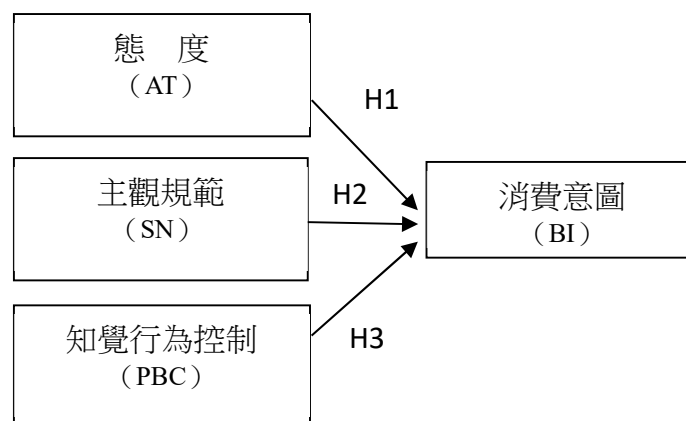 態　度
（AT）
H1
主觀規範
（SN）
H2
消費意圖
（BI）
知覺行為控制
（PBC）
H3